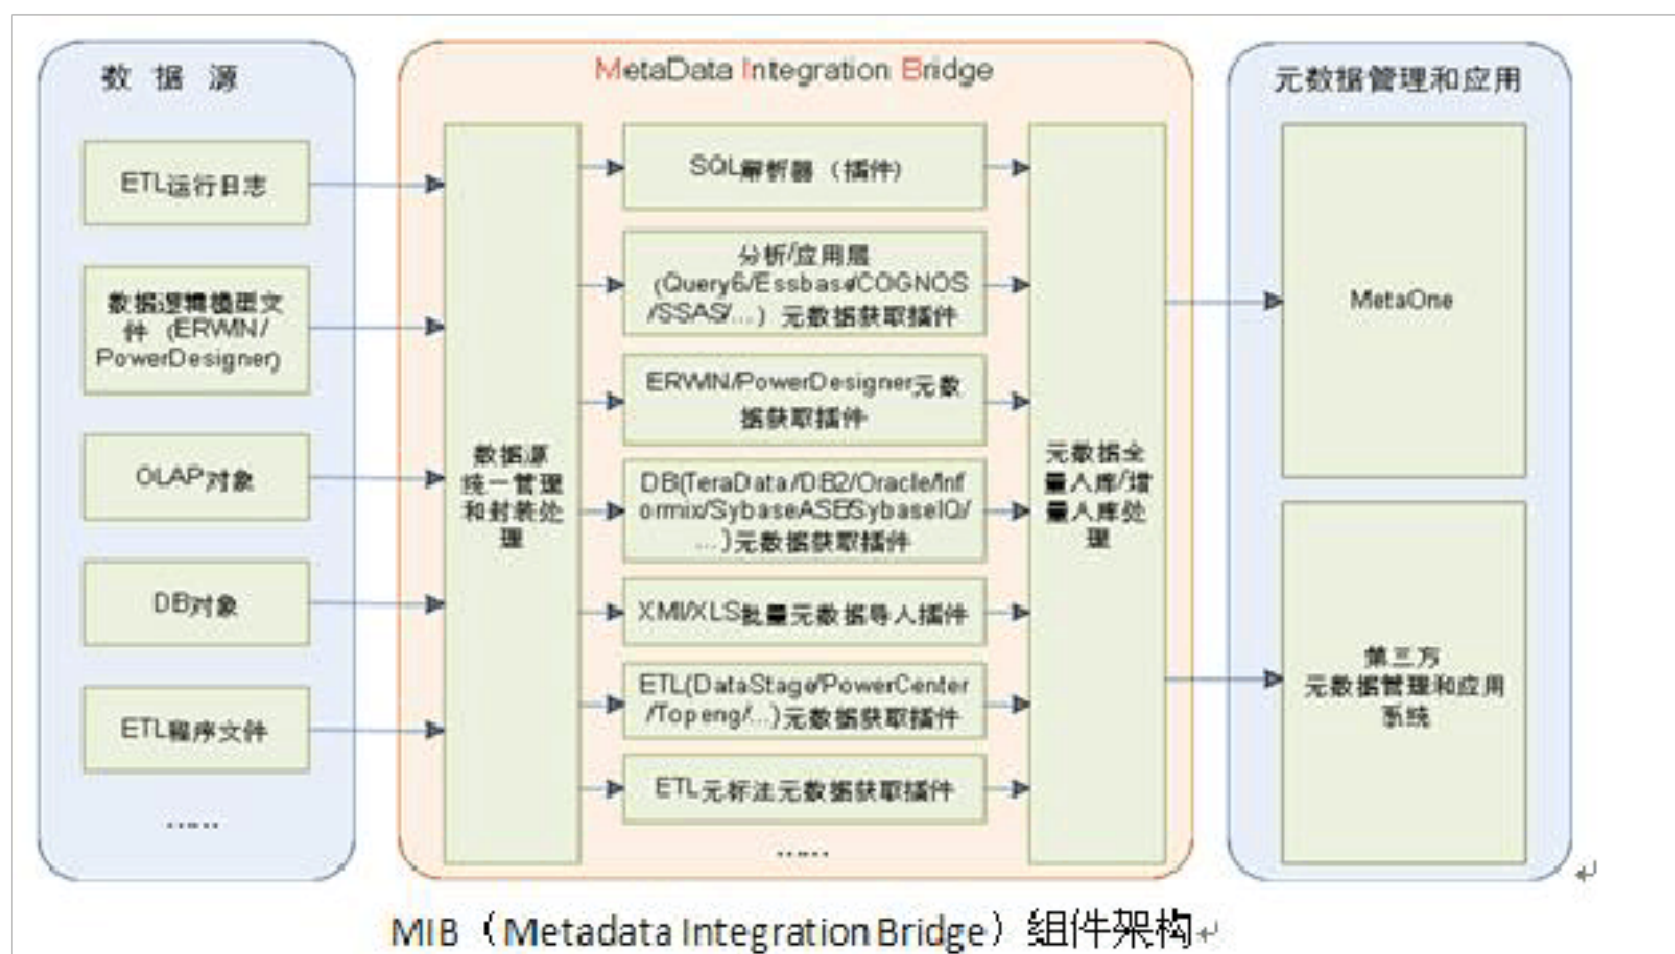 数 据 源
ETL运行日志
数据逻辑模型文
件（ERWIN/
PowerDesigner)
OLAP对象
DB对象
ETL程序文件
……
MetaData Integration Bridge
数据源
统一管理
和封装处
理
SQL解析器（插件）
分析/应用层
(Query6/Essbase/COGNOS
/SSAS/...）元数据获取插件
ERWIN/PowerDesigner元数
据获取插件
DB(TeraData/DB2/Oracle/Inf
ormix/SybaseASE/SybaseIQ/
...)元数据获取插件
XMI/XLS批量元数据导入插件
ETL(DataStage/PowerCenter
/Topeng/...)元数据获取插件
ETL元标注元数据获取插件
……
元数据全
量入库/增
量入库处
理
元数据管理和应用
MetaOne
第三方
元数据管理和应用
系统
MIB（Metadata Integration Bridge）组件架构